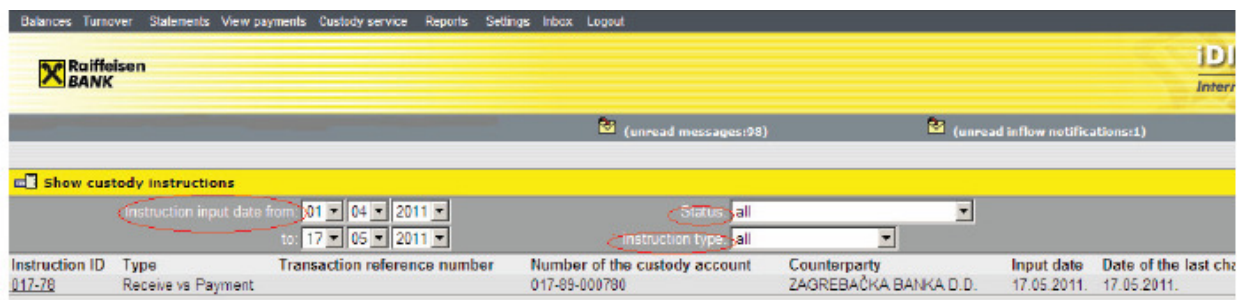 Balances Turnover Statements View payments Custody service Reports Settings Inbox Logout
Raiffeisen
BANK
iDI
Interr
(unread messages:98) (unread inflow notifications:1)
Show custody instructions
Instruction input date from: 01 04 2011 Status: all
to: 17 05 2011 Instruction type: all
Instruction ID Type Transaction reference number Number of the custody account Counterparty Input date Date of the last cha
017-78 Receive vs Payment 017-89-000780 ZAGREBAČKA BANKA D.D. 17.05.2011. 17.05.2011.